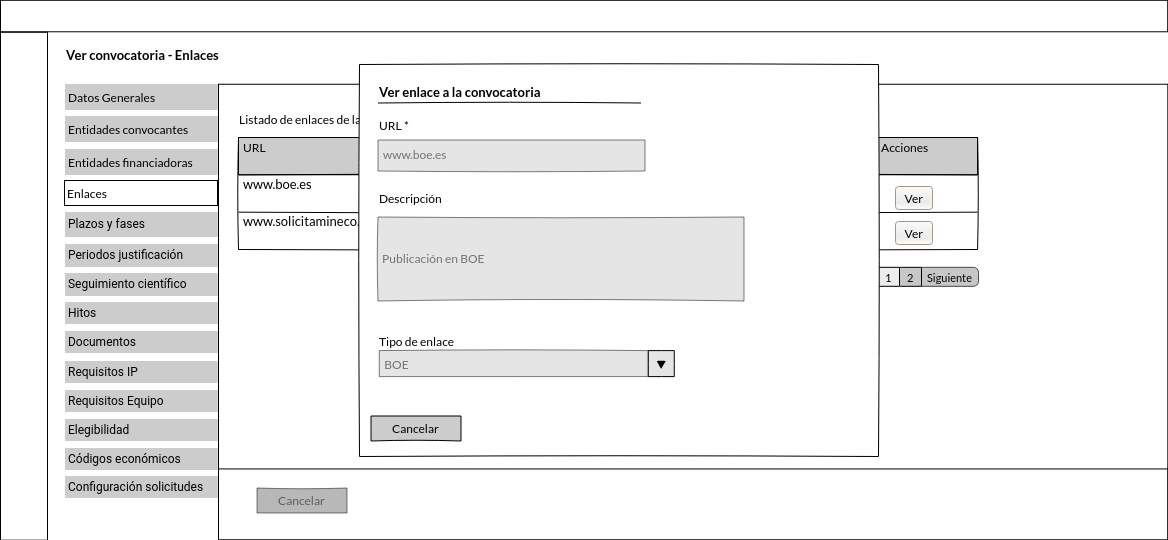 Ver convocatoria - Enlaces
Datos Generales
Entidades convocantes
Entidades financiadoras
Enlaces
Plazos y fases
Periodos justificación
Seguimiento científico
Hitos
Documentos
Requisitos IP
Requisitos Equipo
Elegibilidad
Códigos económicos
Configuración solicitudes
Listado de enlaces de la
URL
Acciones
www.boe.es
Ver
www.solicitamineco.
Ver
1 2 Siguiente
Ver enlace a la convocatoria
URL *
www.boe.es
Descripción
Publicación en BOE
Tipo de enlace
BOE
Cancelar
Cancelar